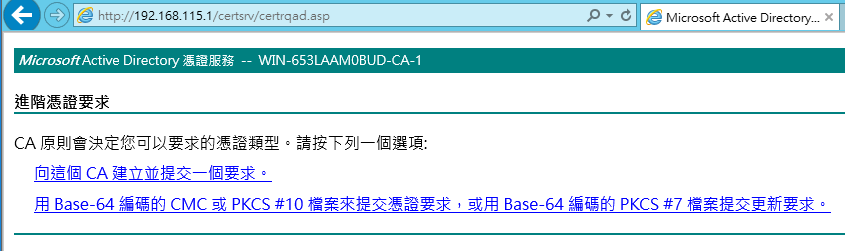 http://192.168.115.1/certsrv/certrqad.asp
Microsoft Active Directory...
Microsoft Active Directory 憑證服務 -- WIN-653LAAM0BUD-CA-1
進階憑證要求
CA 原則會決定您可以要求的憑證類型。請按下列一個選項:
向這個 CA 建立並提交一個要求。
用 Base-64 編碼的 CMC 或 PKCS #10 檔案來提交憑證要求，或用 Base-64 編碼的 PKCS #7 檔案提交更新要求。